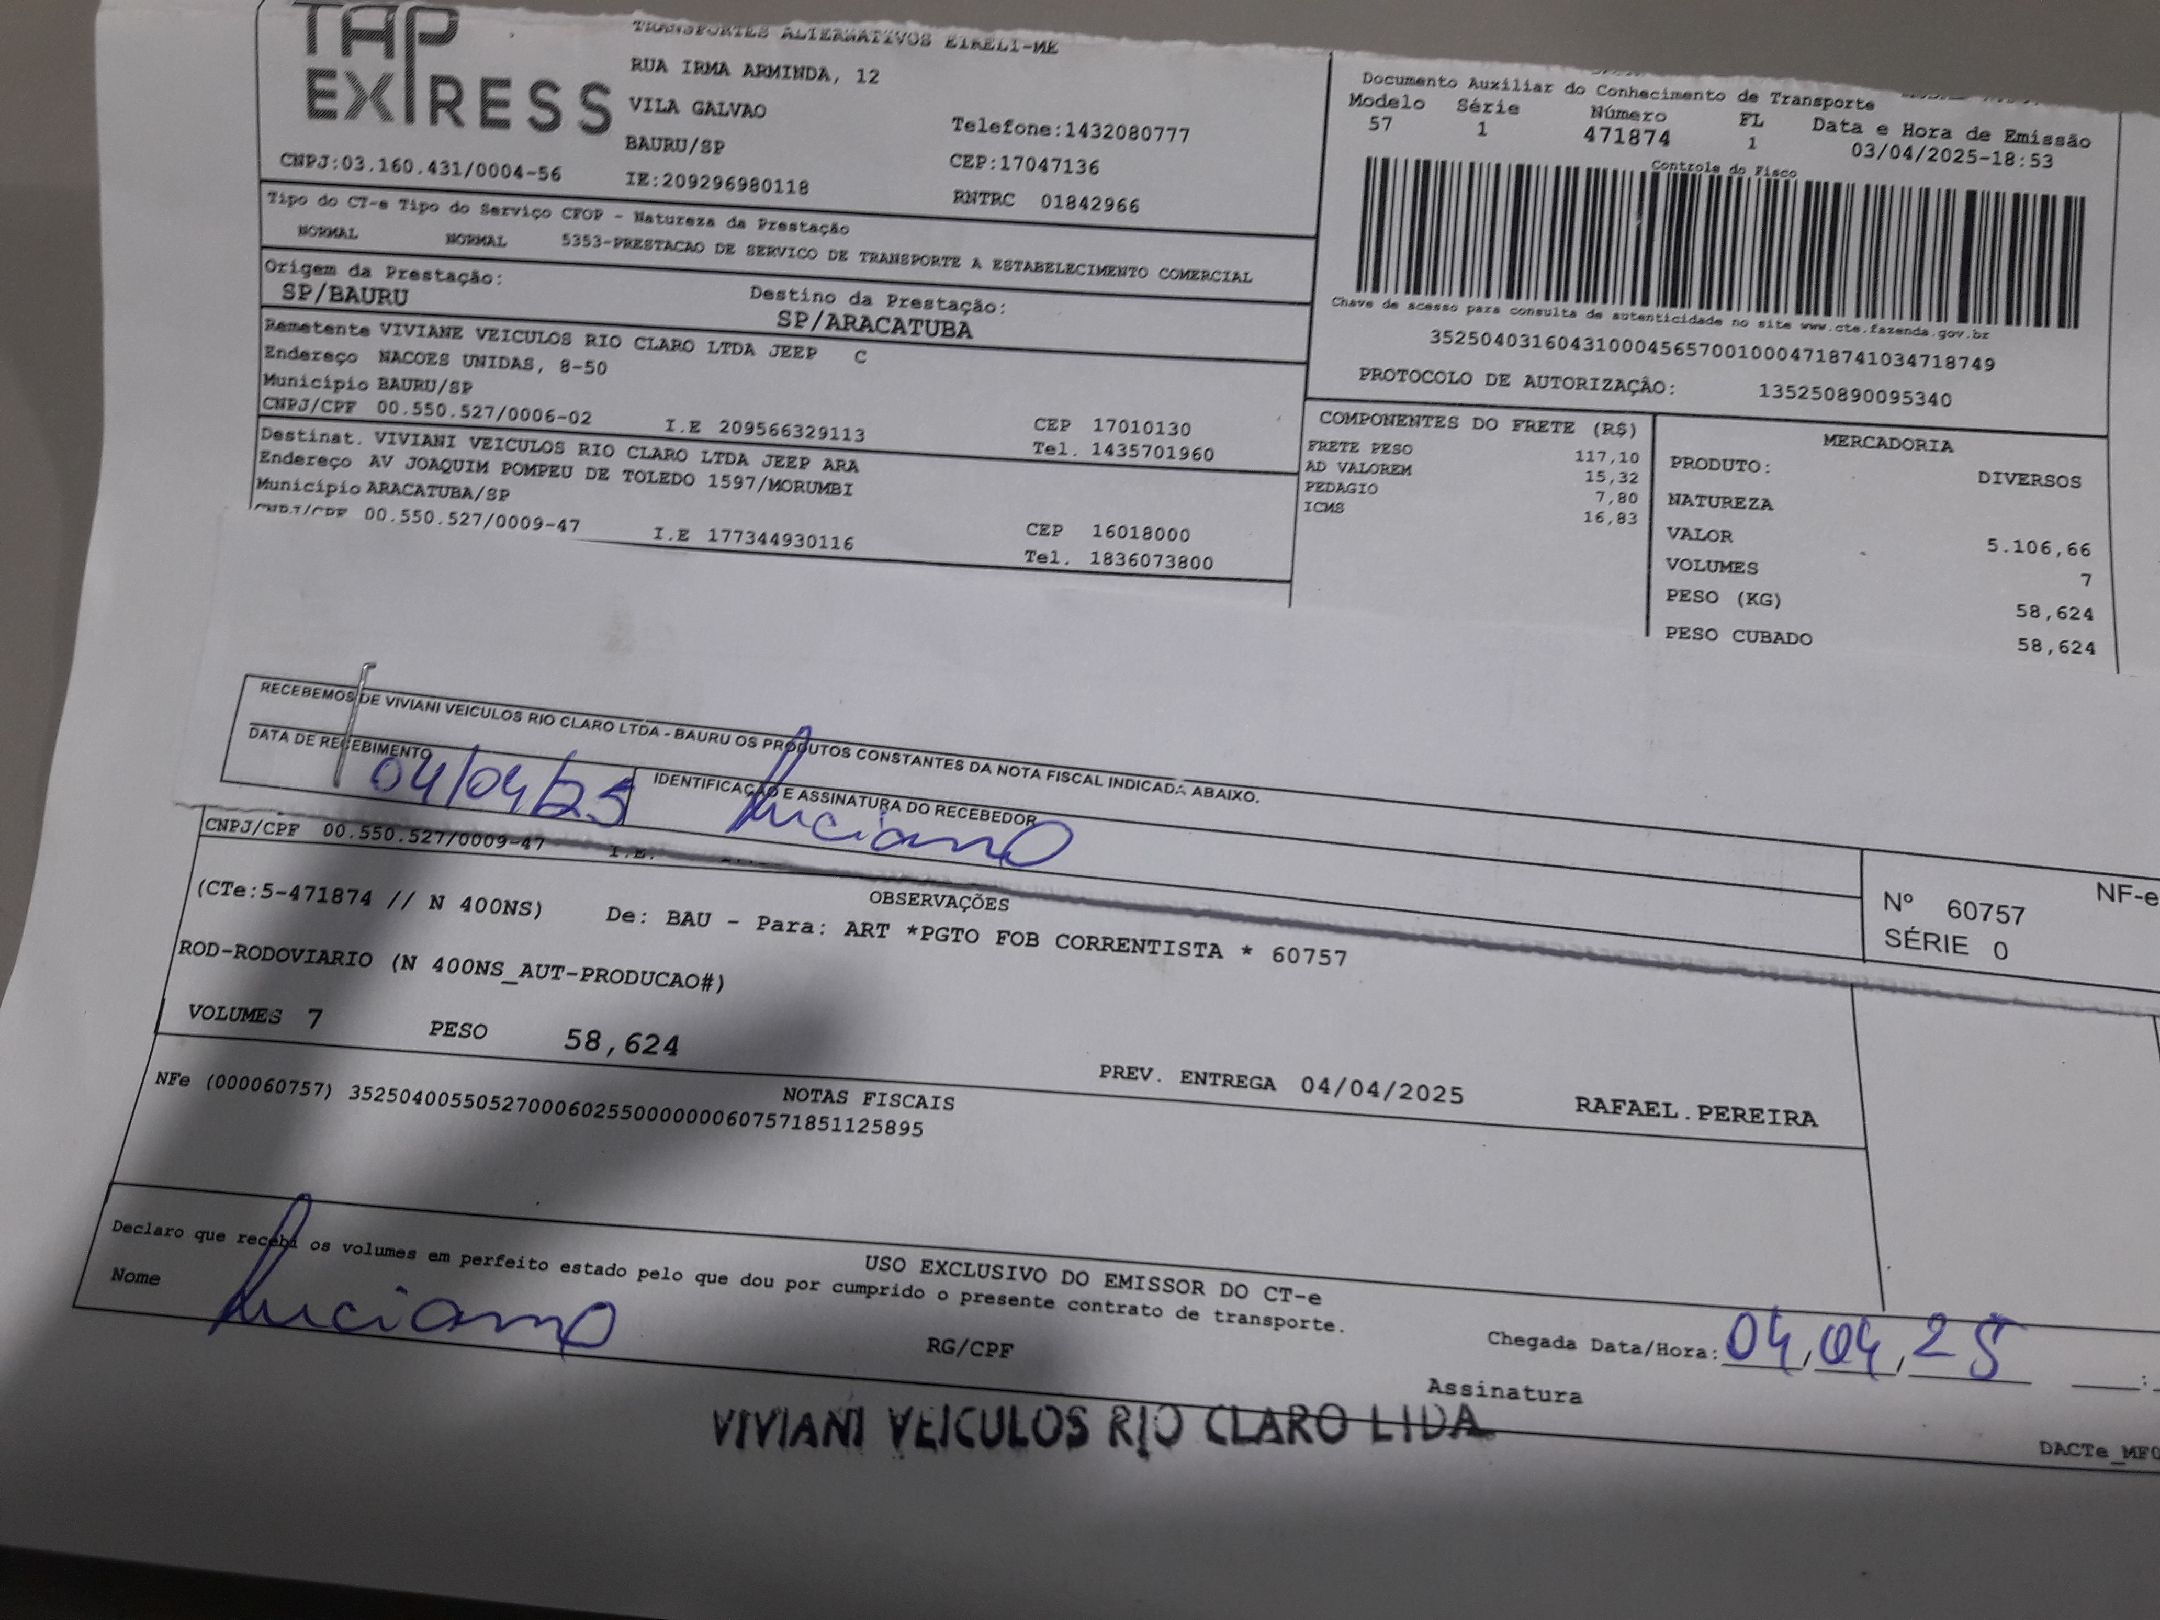 TAP
EXPRESS
TRANSPORTES ALTERNATIVOS EIRELI-ME
RUA IRMA ARMINDA, 12
VILA GALVAO
BAURU/SP
Telefone:1432080777
CEP:17047136
CNPJ:03.160.431/0004-56
IE:209296980118
RNTRC 01842966
Documento Auxiliar do Conhecimento de Transporte
Modelo Série Número FL Data e Hora de Emissão
57 1 471874 1 03/04/2025-18:53
Controle do Fisco
Chave de acesso para consulta de autenticidade no site www.cte.fazenda.gov.br
35250403160431000456570010004718741034718749
PROTOCOLO DE AUTORIZAÇÃO: 135250890095340
Tipo do CT-e Tipo do Serviço CFOP - Natureza da Prestação
NORMAL NORMAL 5353-PRESTACAO DE SERVICO DE TRANSPORTE A ESTABELECIMENTO COMERCIAL
Origem da Prestação:
SP/BAURU
Destino da Prestação:
SP/ARACATUBA
Remetente VIVIANE VEICULOS RIO CLARO LTDA JEEP C
Endereço NACOES UNIDAS, 8-50
Município BAURU/SP
CNPJ/CPF 00.550.527/0006-02 I.E 209566329113 CEP 17010130
Tel. 1435701960
Destinat. VIVIANI VEICULOS RIO CLARO LTDA JEEP ARA
Endereço AV JOAQUIM POMPEU DE TOLEDO 1597/MORUMBI
Município ARACATUBA/SP
CNPJ/CPF 00.550.527/0009-47 I.E 177344930116 CEP 16018000
Tel. 1836073800
COMPONENTES DO FRETE (R$)
FRETE PESO 117,10
AD VALOREM 15,32
PEDAGIO 7,80
ICMS 16,83
MERCADORIA
PRODUTO: DIVERSOS
NATUREZA
VALOR 5.106,66
VOLUMES 7
PESO (KG) 58,624
PESO CUBADO 58,624
RECEBEMOS DE VIVIANI VEICULOS RIO CLARO LTDA - BAURU OS PRODUTOS CONSTANTES DA NOTA FISCAL INDICADA ABAIXO.
DATA DE RECEBIMENTO
04/04/25
IDENTIFICAÇÃO E ASSINATURA DO RECEBEDOR
Luciano
NF-e
Nº 60757
SÉRIE 0
CNPJ/CPF 00.550.527/0009-47 I.E.
OBSERVAÇÕES
(CTe:5-471874 // N 400NS) De: BAU - Para: ART *PGTO FOB CORRENTISTA * 60757
ROD-RODOVIARIO (N 400NS_AUT-PRODUCAO#)
VOLUMES 7 PESO 58,624
PREV. ENTREGA 04/04/2025 RAFAEL.PEREIRA
NOTAS FISCAIS
NFe (000060757) 35250400550527000602550000000607571851125895
USO EXCLUSIVO DO EMISSOR DO CT-e
Declaro que recebi os volumes em perfeito estado pelo que dou por cumprido o presente contrato de transporte.
Nome Luciano
RG/CPF
Chegada Data/Hora: 04,04,25 :
Assinatura
VIVIANI VEICULOS RIO CLARO LTDA